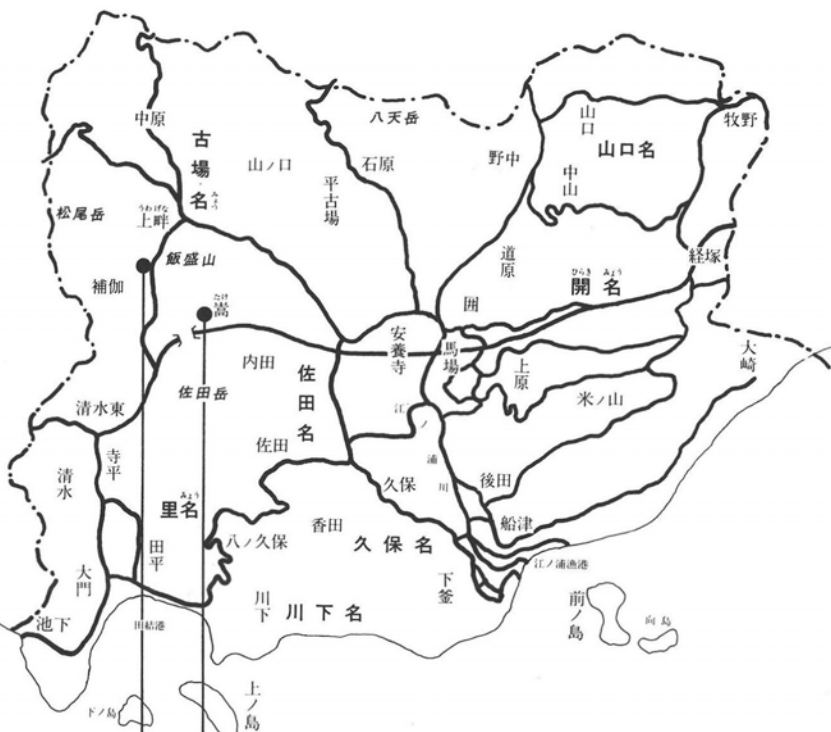 中原
古場名
みょう
山ノ口
平古場
石原
八天岳
野中
山口
中山
山口名
牧野
松尾岳
うわげな
上畔
飯盛山
補伽
たけ
嵩
道原
囲
ひらき みょう
開名
経塚
大崎
安養寺
馬場
上原
米ノ山
内田
佐田名
佐田岳
佐田
清水東
清水
寺平
みょう
里名
田平
大門
池下
八ノ久保
香田
久保
久保名
江ノ浦川
後田
船津
江ノ浦漁港
下釜
川下
川下名
田結港
前ノ島
向島
上ノ島
下ノ島